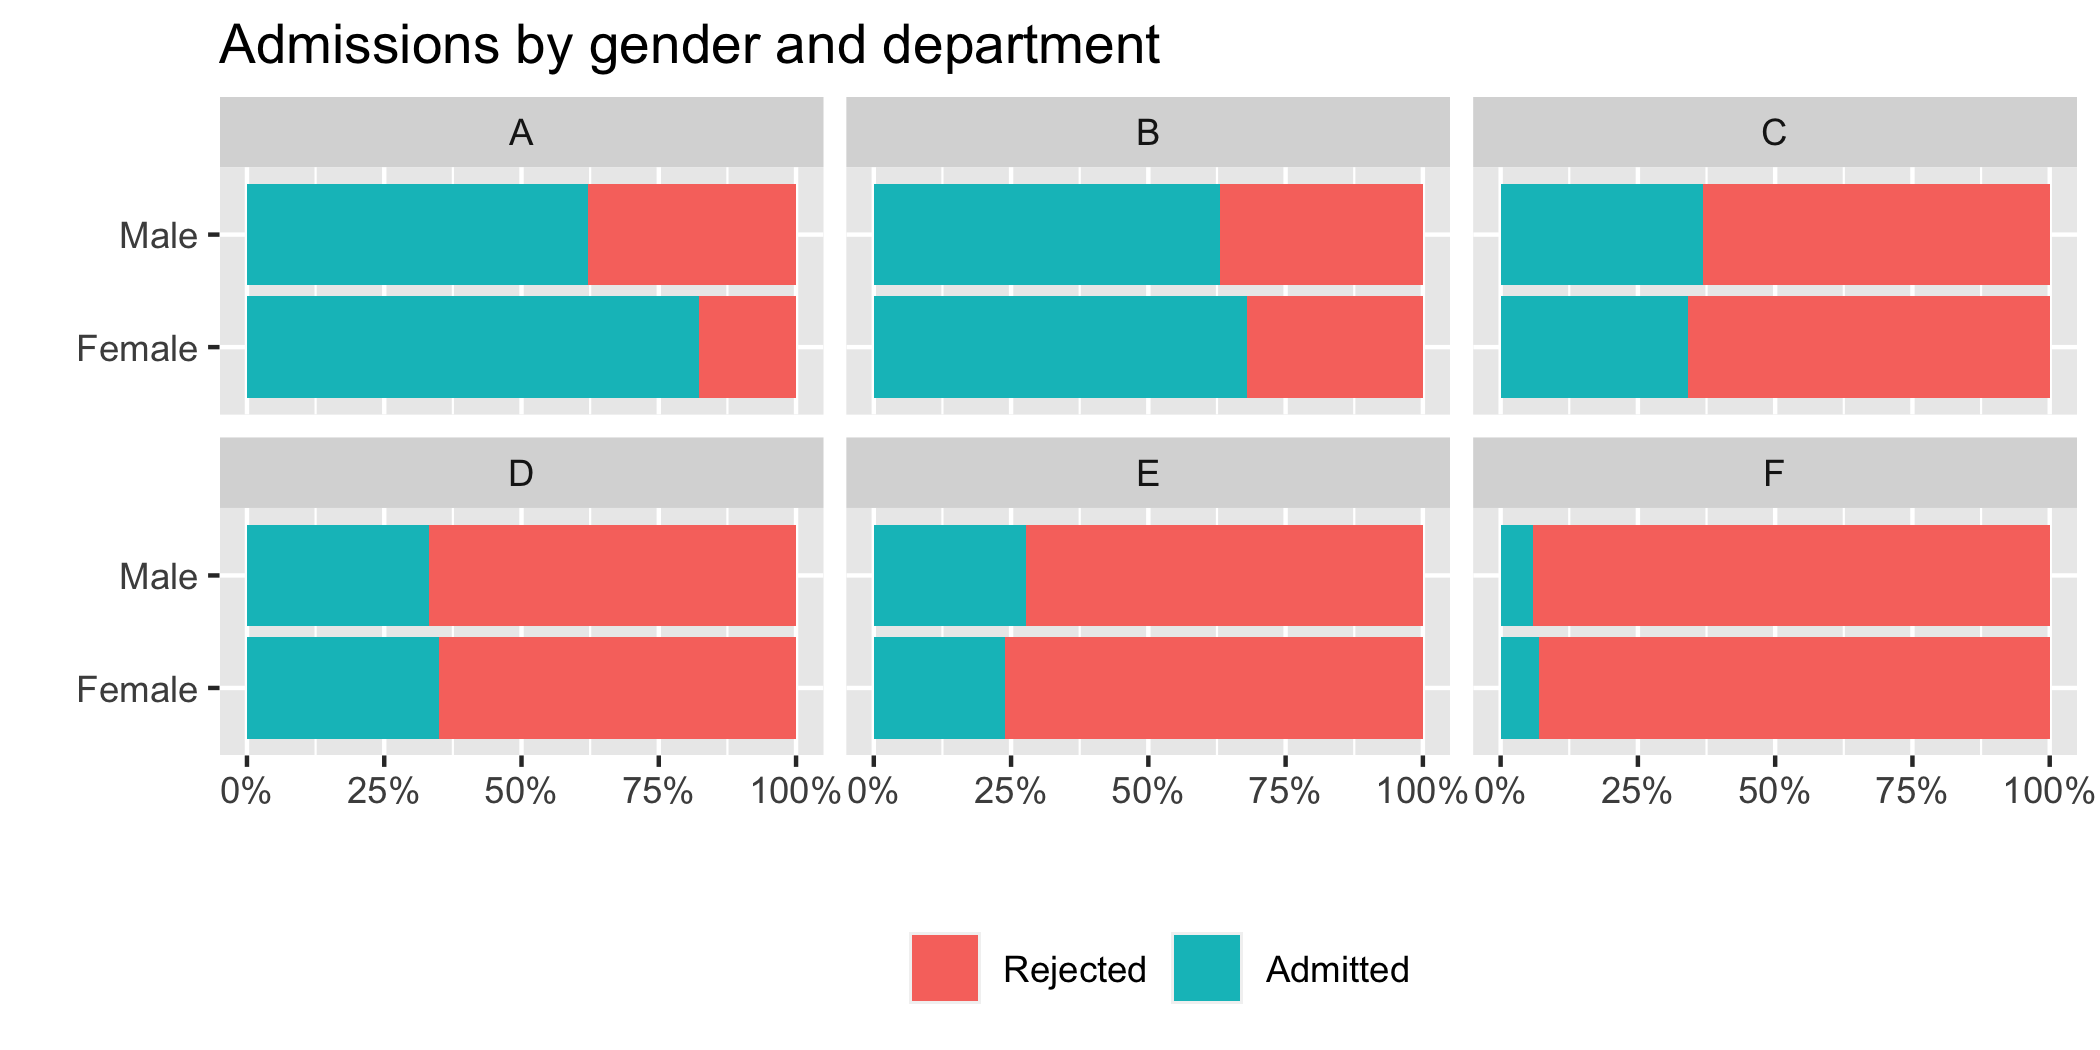 Admissions by gender and department
A B C
Male
Female
D E F
Male
Female
0% 25% 50% 75% 100% 0% 25% 50% 75% 100% 0% 25% 50% 75% 100%
Rejected Admitted